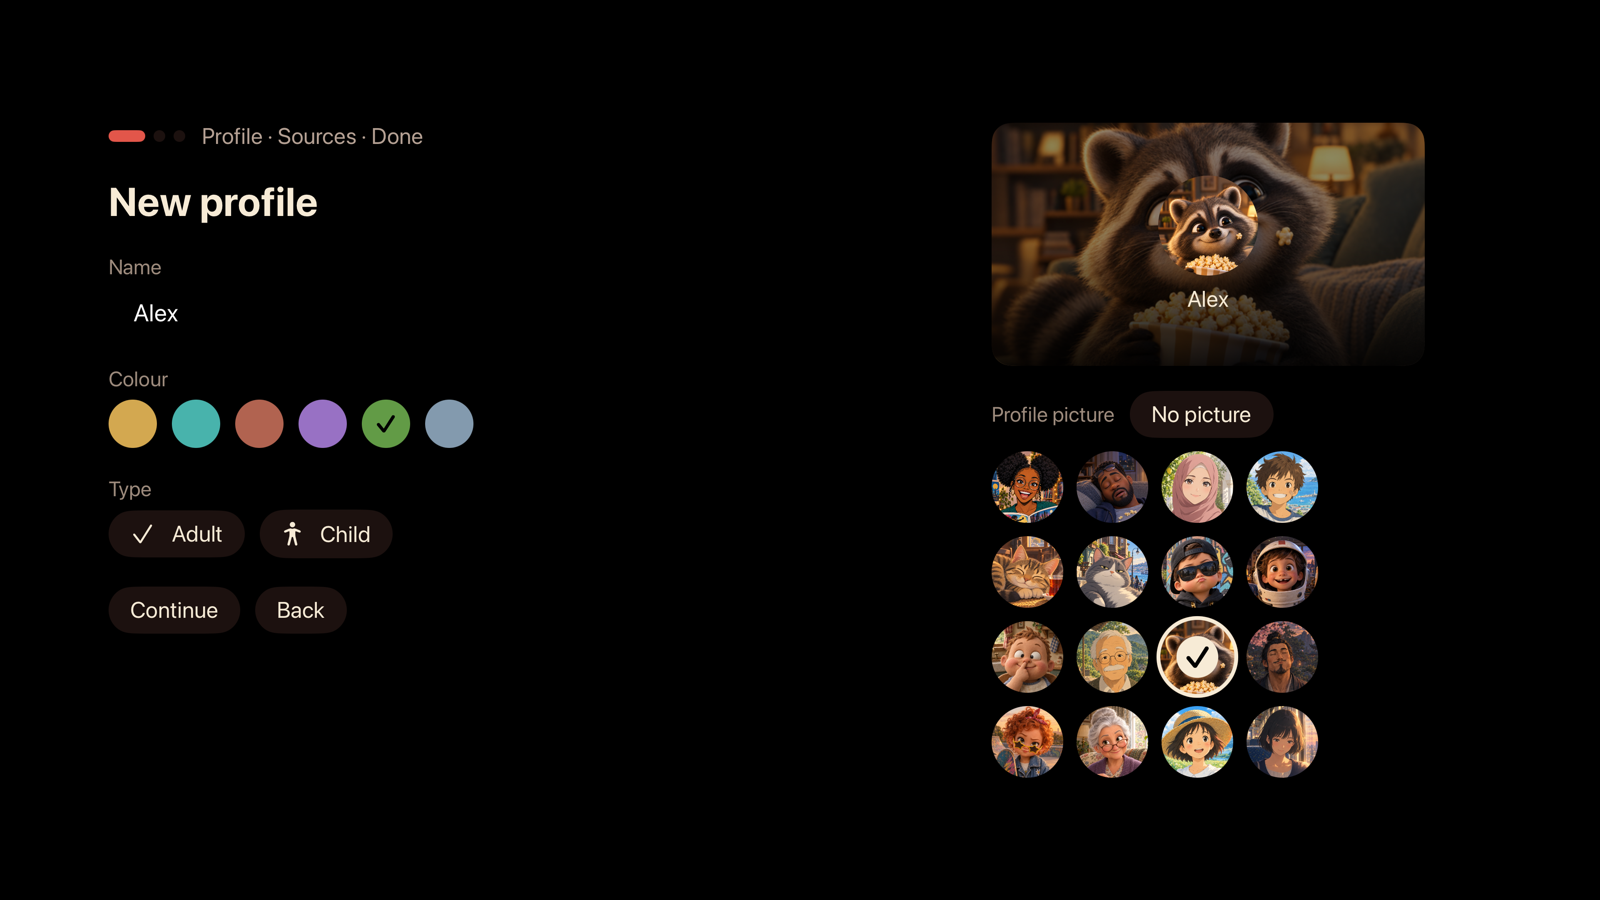 Profile · Sources · Done
New profile
Name
Alex
Colour
Type
Adult
Child
Continue
Back
Alex
Profile picture
No picture